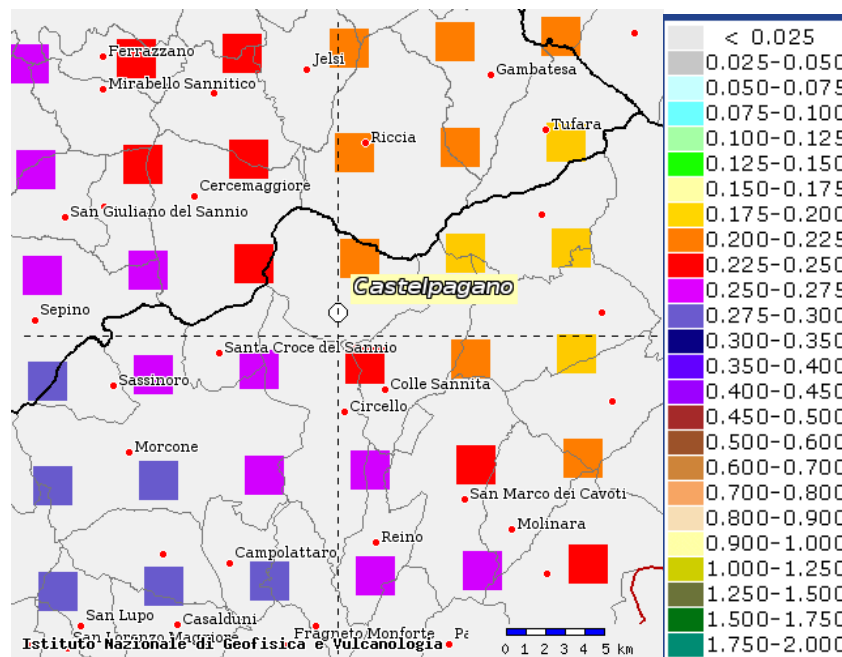 Ferrazzano
Jelsi
Gambatesa
Mirabello Sannitico
Tufara
Riccia
Cercemaggiore
San Giuliano del Sannio
Castelpagano
Sepino
Santa Croce del Sannio
Sassinoro
Colle Sannita
Circello
Morcone
San Marco dei Cavoti
Molinara
Reino
Campolattaro
San Lupo
Casalduni
Fragneto Monforte
Pa
San Lorenzo Maggiore
Istituto Nazionale di Geofisica e Vulcanologia
0 1 2 3 4 5 km
< 0.025
0.025-0.050
0.050-0.075
0.075-0.100
0.100-0.125
0.125-0.150
0.150-0.175
0.175-0.200
0.200-0.225
0.225-0.250
0.250-0.275
0.275-0.300
0.300-0.350
0.350-0.400
0.400-0.450
0.450-0.500
0.500-0.600
0.600-0.700
0.700-0.800
0.800-0.900
0.900-1.000
1.000-1.250
1.250-1.500
1.500-1.750
1.750-2.000